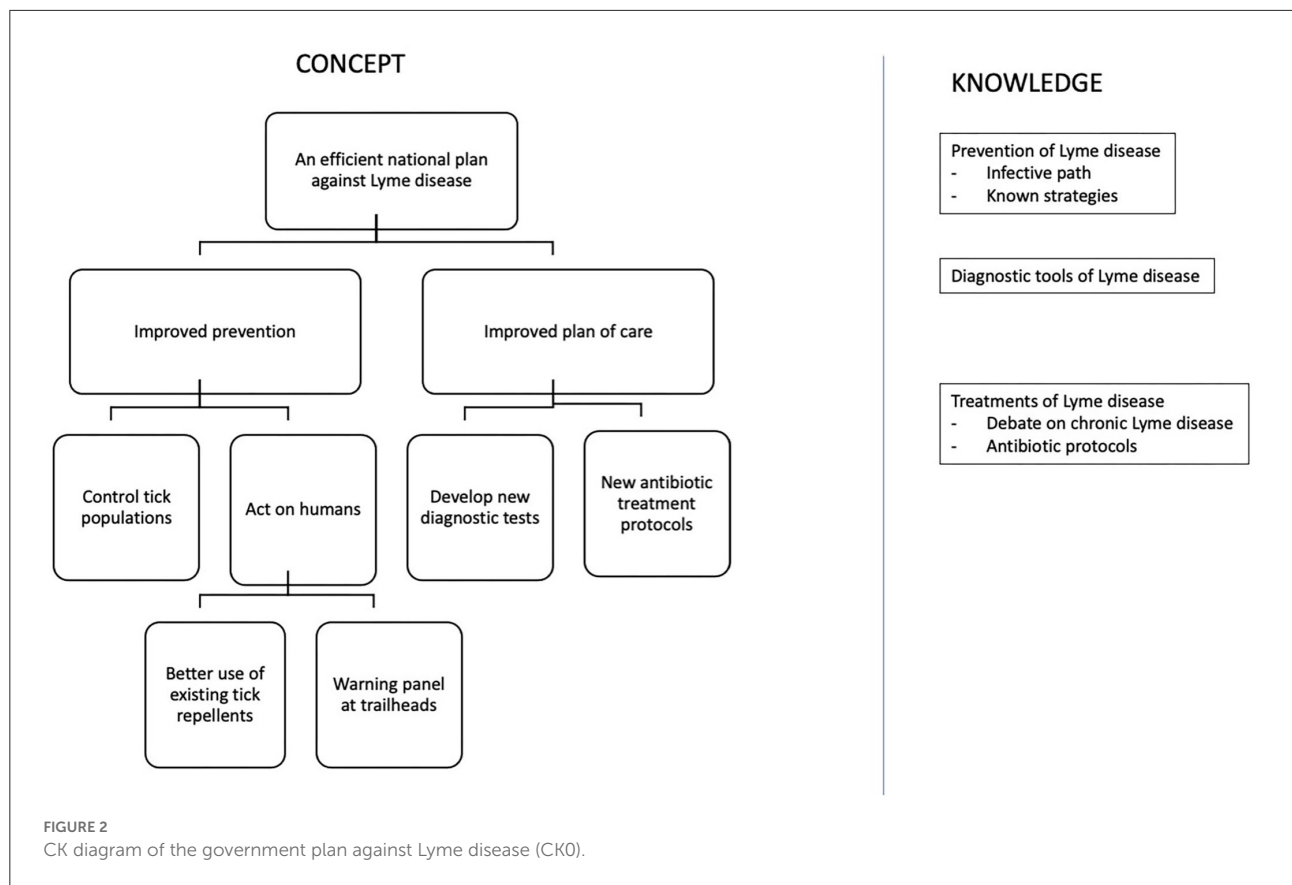 CONCEPT
An efficient national plan
against Lyme disease
Improved prevention
Improved plan of care
Control tick
populations
Act on humans
Develop new
diagnostic tests
New antibiotic
treatment
protocols
Better use of
existing tick
repellents
Warning panel
at trailheads
KNOWLEDGE
Prevention of Lyme disease
- Infective path
- Known strategies
Diagnostic tools of Lyme disease
Treatments of Lyme disease
- Debate on chronic Lyme disease
- Antibiotic protocols
FIGURE 2
CK diagram of the government plan against Lyme disease (CK0).